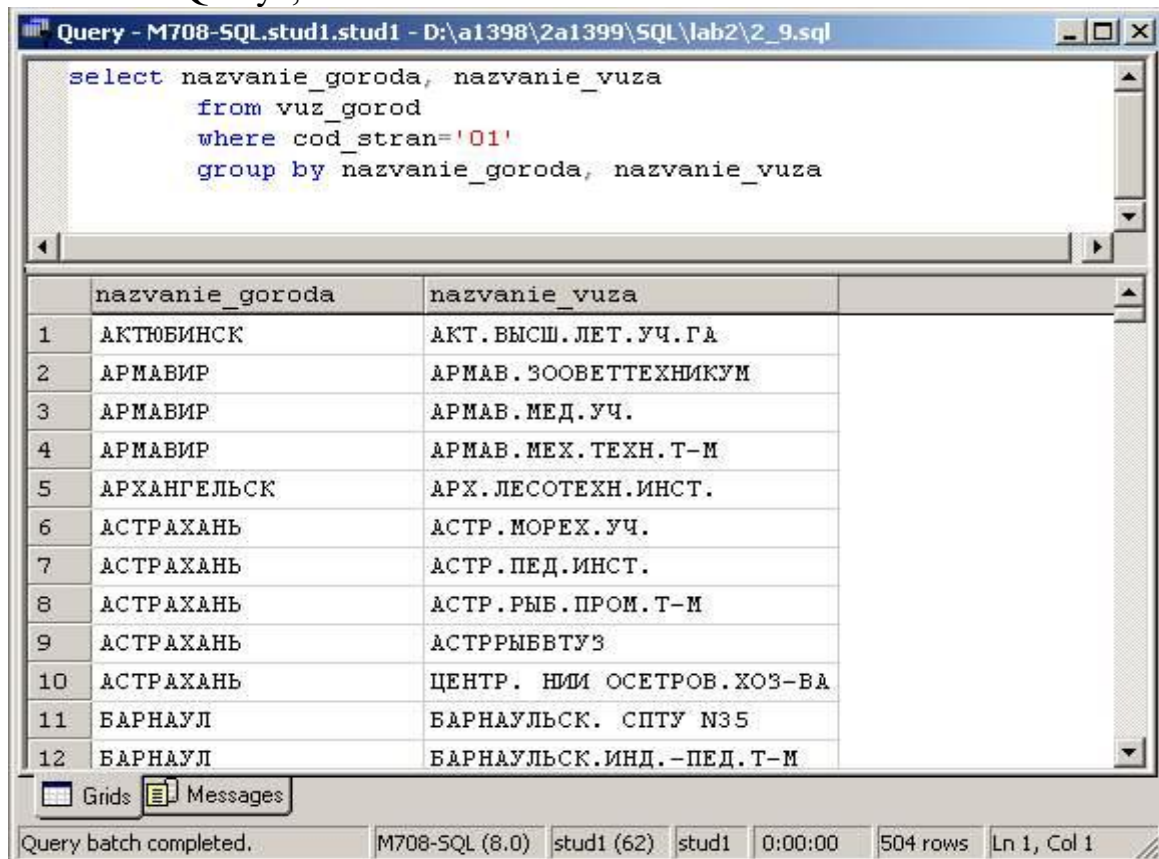 Query - M708-SQL.stud1.stud1 - D:\a1398\2a1399\SQL\lab2\2_9.sql
select nazvanie_goroda, nazvanie_vuza
from vuz_gorod
where cod_stran='01'
group by nazvanie_goroda, nazvanie_vuza
nazvanie_goroda nazvanie_vuza
1 АКТЮБИНСК АКТ.ВЫСШ.ЛЕТ.УЧ.ГА
2 АРМАВИР АРМАВ.ЗООВЕТТЕХНИКУМ
3 АРМАВИР АРМАВ.МЕД.УЧ.
4 АРМАВИР АРМАВ.МЕХ.ТЕХН.Т-М
5 АРХАНГЕЛЬСК АРХ.ЛЕСОТЕХН.ИНСТ.
6 АСТРАХАНЬ АСТР.МОРЕХ.УЧ.
7 АСТРАХАНЬ АСТР.ПЕД.ИНСТ.
8 АСТРАХАНЬ АСТР.РЫБ.ПРОМ.Т-М
9 АСТРАХАНЬ АСТРРЫБВТУЗ
10 АСТРАХАНЬ ЦЕНТР. НИИ ОСЕТРОВ.ХОЗ-ВА
11 БАРНАУЛ БАРНАУЛЬСК. СПТУ N35
12 БАРНАУЛ БАРНАУЛЬСК.ИНД.-ПЕД.Т-М
Grids Messages
Query batch completed. M708-SQL (8.0) stud1 (62) stud1 0:00:00 504 rows Ln 1, Col 1